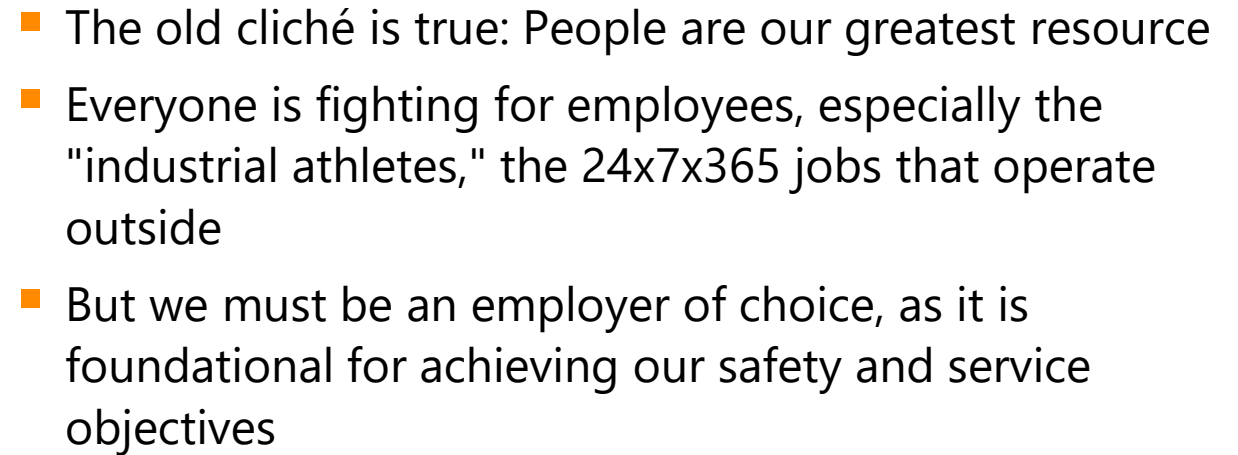 The old cliché is true: People are our greatest resource
Everyone is fighting for employees, especially the
"industrial athletes," the 24x7x365 jobs that operate
outside
But we must be an employer of choice, as it is
foundational for achieving our safety and service
objectives